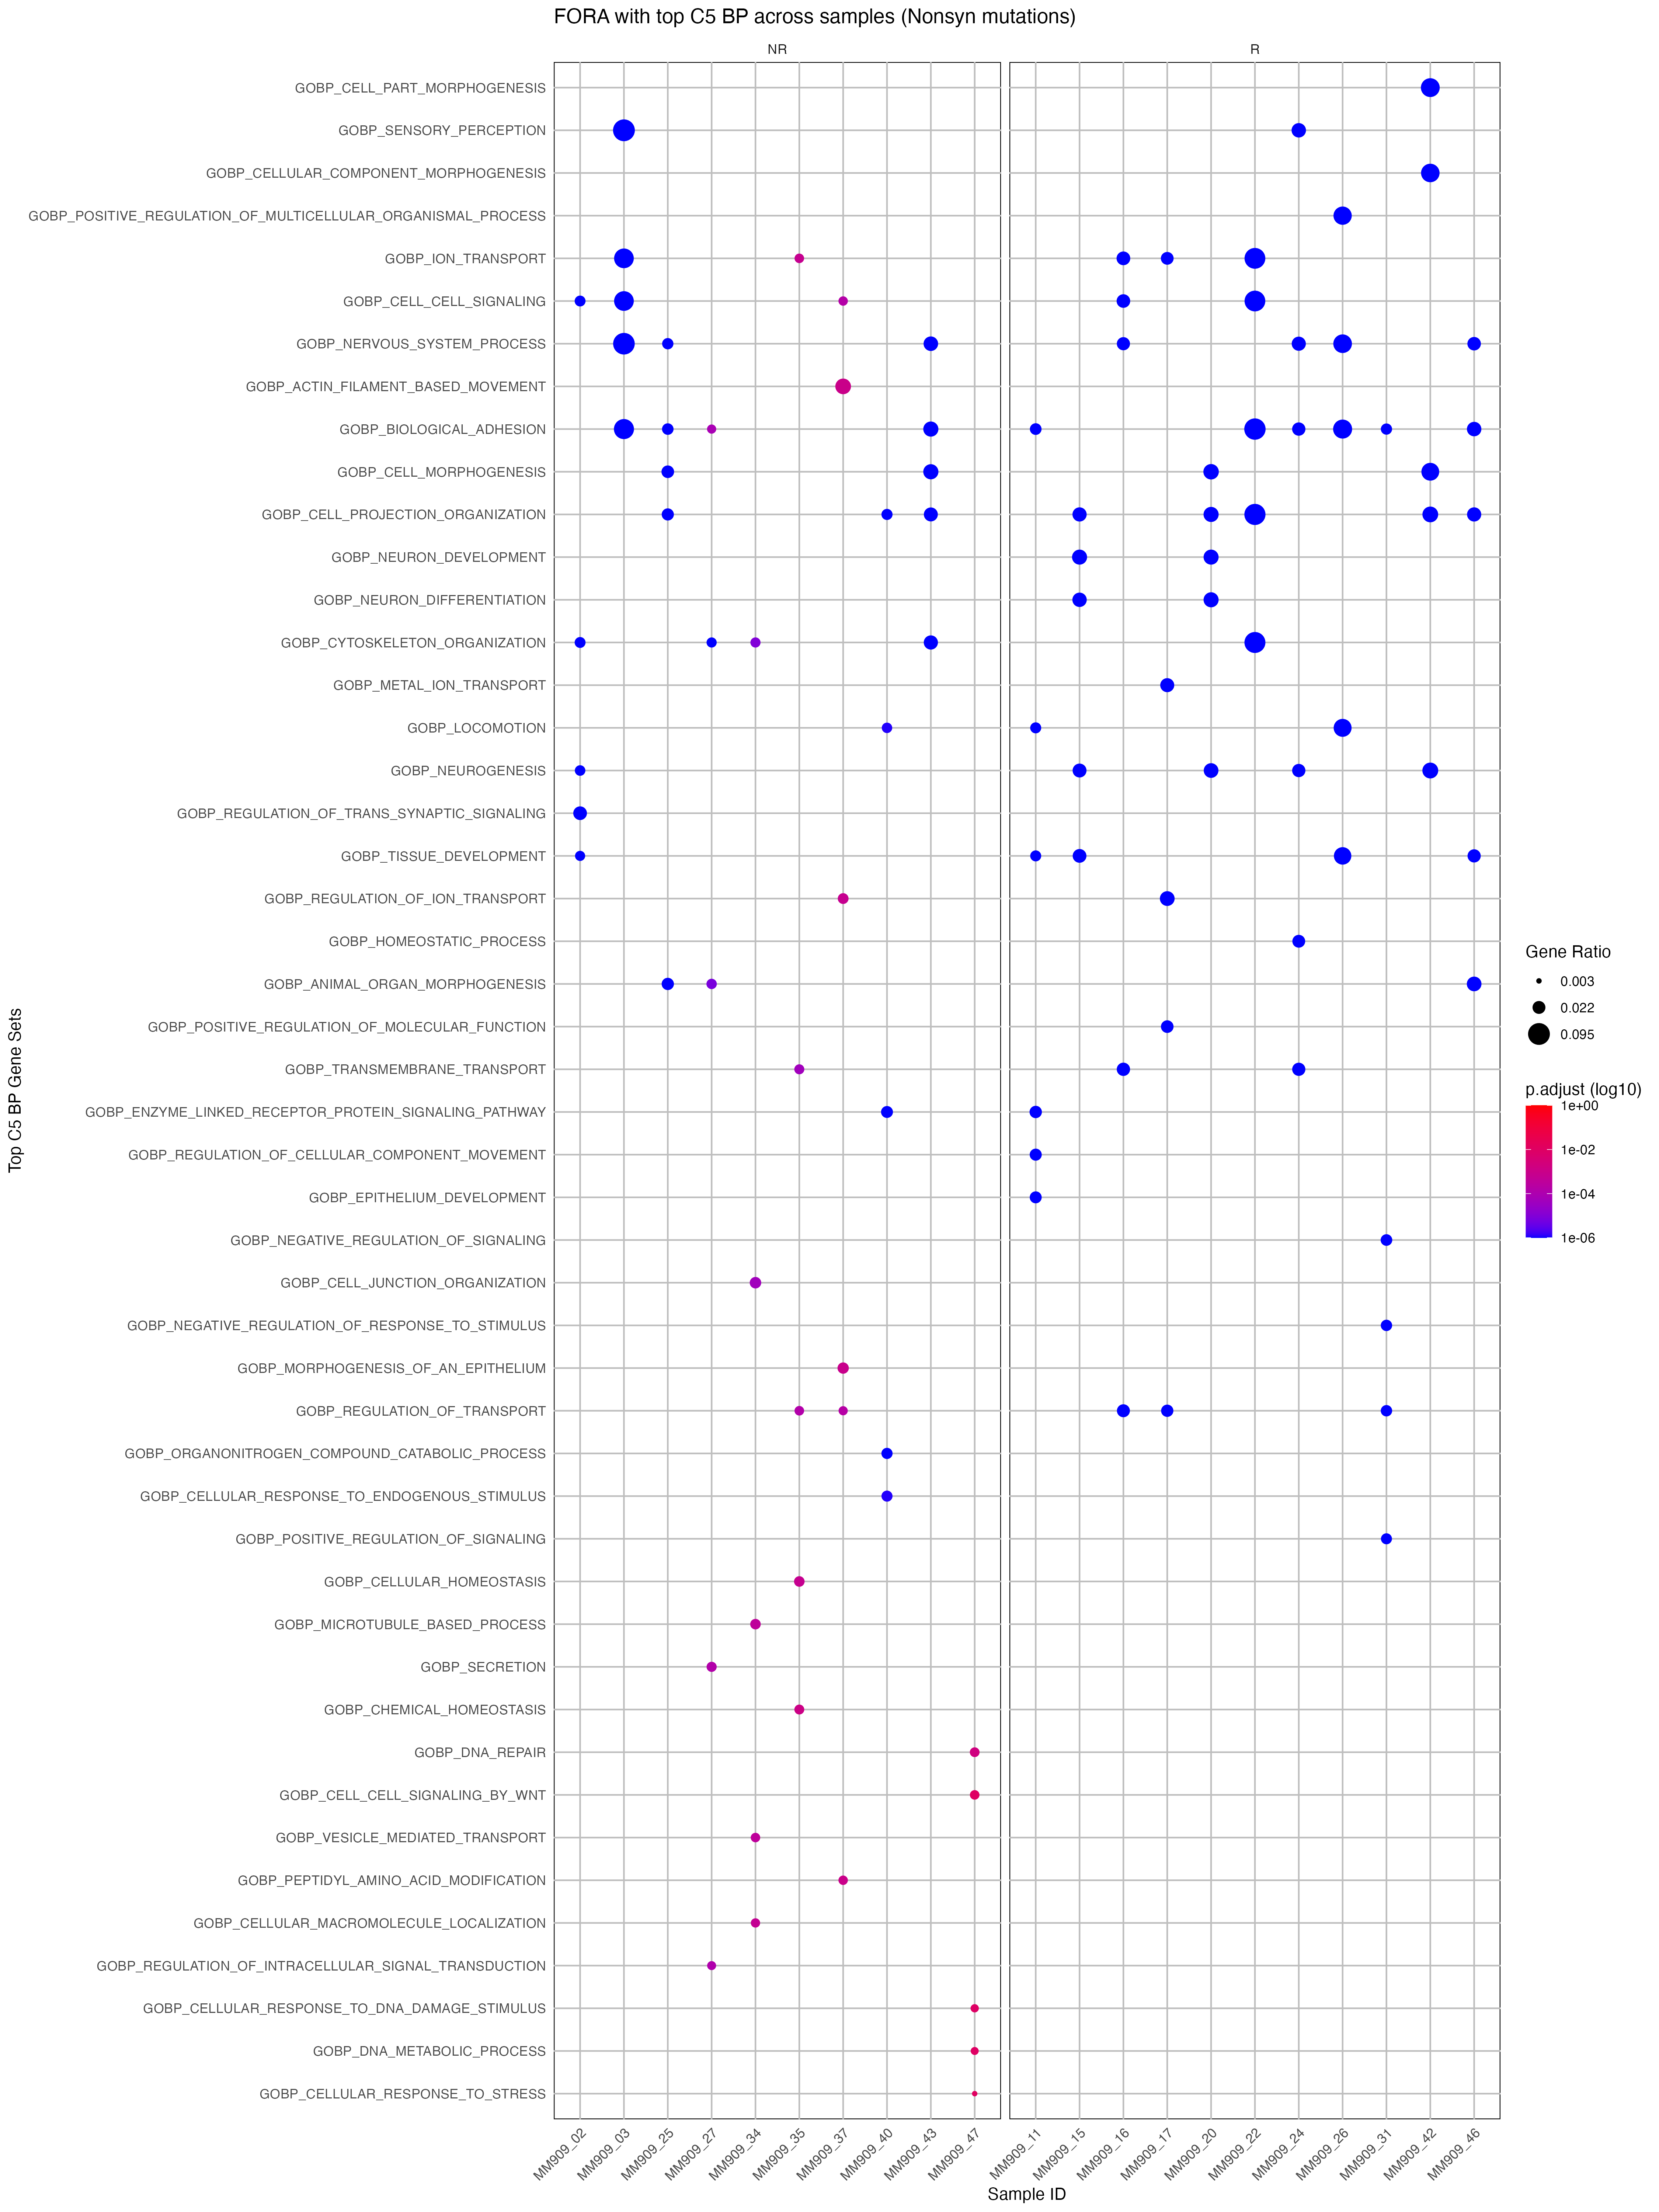 FORA with top C5 BP across samples (Nonsyn mutations)
NR
R
GOBP_CELL_PART_MORPHOGENESIS
GOBP_SENSORY_PERCEPTION
GOBP_CELLULAR_COMPONENT_MORPHOGENESIS
GOBP_POSITIVE_REGULATION_OF_MULTICELLULAR_ORGANISMAL_PROCESS
GOBP_ION_TRANSPORT
GOBP_CELL_CELL_SIGNALING
GOBP_NERVOUS_SYSTEM_PROCESS
GOBP_ACTIN_FILAMENT_BASED_MOVEMENT
GOBP_BIOLOGICAL_ADHESION
GOBP_CELL_MORPHOGENESIS
GOBP_CELL_PROJECTION_ORGANIZATION
GOBP_NEURON_DEVELOPMENT
GOBP_NEURON_DIFFERENTIATION
GOBP_CYTOSKELETON_ORGANIZATION
GOBP_METAL_ION_TRANSPORT
GOBP_LOCOMOTION
GOBP_NEUROGENESIS
GOBP_REGULATION_OF_TRANS_SYNAPTIC_SIGNALING
GOBP_TISSUE_DEVELOPMENT
GOBP_REGULATION_OF_ION_TRANSPORT
GOBP_HOMEOSTATIC_PROCESS
GOBP_ANIMAL_ORGAN_MORPHOGENESIS
GOBP_POSITIVE_REGULATION_OF_MOLECULAR_FUNCTION
GOBP_TRANSMEMBRANE_TRANSPORT
GOBP_ENZYME_LINKED_RECEPTOR_PROTEIN_SIGNALING_PATHWAY
GOBP_REGULATION_OF_CELLULAR_COMPONENT_MOVEMENT
GOBP_EPITHELIUM_DEVELOPMENT
GOBP_NEGATIVE_REGULATION_OF_SIGNALING
GOBP_CELL_JUNCTION_ORGANIZATION
GOBP_NEGATIVE_REGULATION_OF_RESPONSE_TO_STIMULUS
GOBP_MORPHOGENESIS_OF_AN_EPITHELIUM
GOBP_REGULATION_OF_TRANSPORT
GOBP_ORGANONITROGEN_COMPOUND_CATABOLIC_PROCESS
GOBP_CELLULAR_RESPONSE_TO_ENDOGENOUS_STIMULUS
GOBP_POSITIVE_REGULATION_OF_SIGNALING
GOBP_CELLULAR_HOMEOSTASIS
GOBP_MICROTUBULE_BASED_PROCESS
GOBP_SECRETION
GOBP_CHEMICAL_HOMEOSTASIS
GOBP_DNA_REPAIR
GOBP_CELL_CELL_SIGNALING_BY_WNT
GOBP_VESICLE_MEDIATED_TRANSPORT
GOBP_PEPTIDYL_AMINO_ACID_MODIFICATION
GOBP_CELLULAR_MACROMOLECULE_LOCALIZATION
GOBP_REGULATION_OF_INTRACELLULAR_SIGNAL_TRANSDUCTION
GOBP_CELLULAR_RESPONSE_TO_DNA_DAMAGE_STIMULUS
GOBP_DNA_METABOLIC_PROCESS
GOBP_CELLULAR_RESPONSE_TO_STRESS
Top C5 BP Gene Sets
MM909_02
MM909_03
MM909_25
MM909_27
MM909_34
MM909_35
MM909_37
MM909_40
MM909_43
MM909_47
MM909_11
MM909_15
MM909_16
MM909_17
MM909_20
MM909_22
MM909_24
MM909_26
MM909_31
MM909_42
MM909_46
Sample ID
Gene Ratio
0.003
0.022
0.095
p.adjust (log10)
1e+00
1e-02
1e-04
1e-06